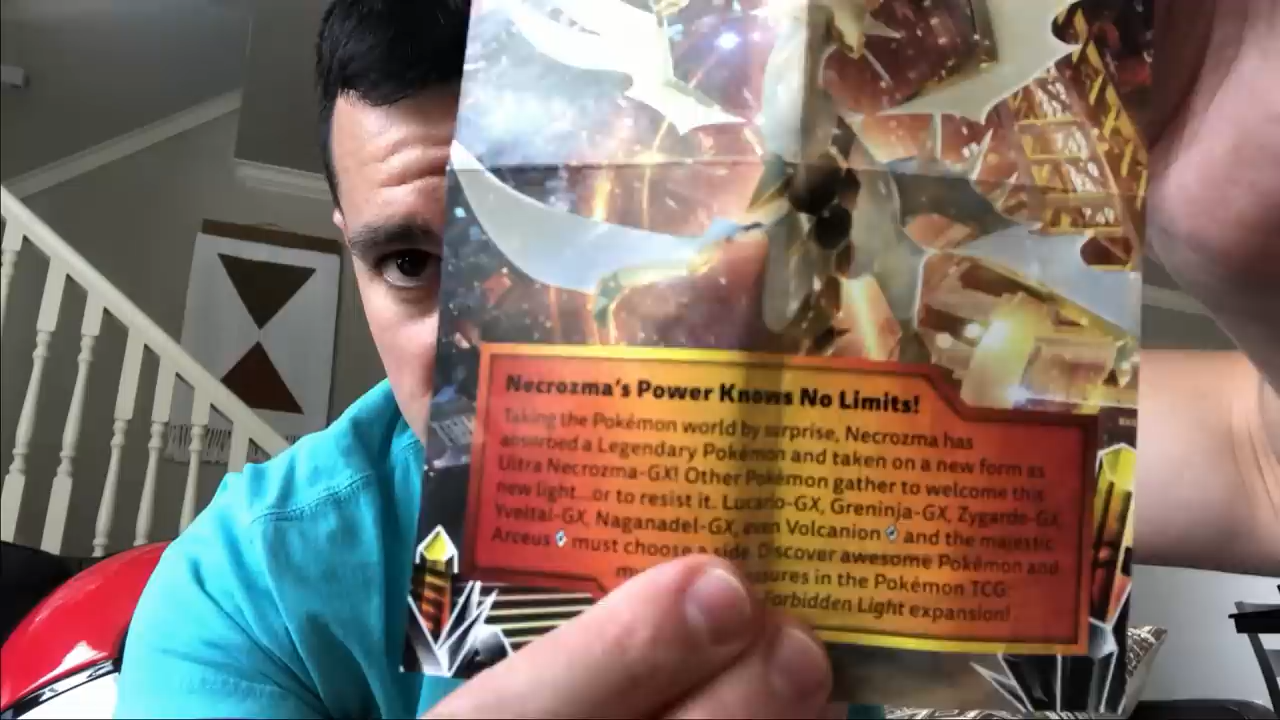 Necrozma's Power Knows No Limits!
Taking the Pokémon world by surprise, Necrozma has
absorbed a Legendary Pokémon and taken on a new form as
Ultra Necrozma-GX! Other Pokémon gather to welcome this
new light...or to resist it. Lucario-GX, Greninja-GX, Zygarde-GX,
Yveltal-GX, Naganadel-GX, even Volcanion and the majestic
Arceus must choose a side. Discover awesome Pokémon and
in the Pokémon TCG:
Forbidden Light expansion!